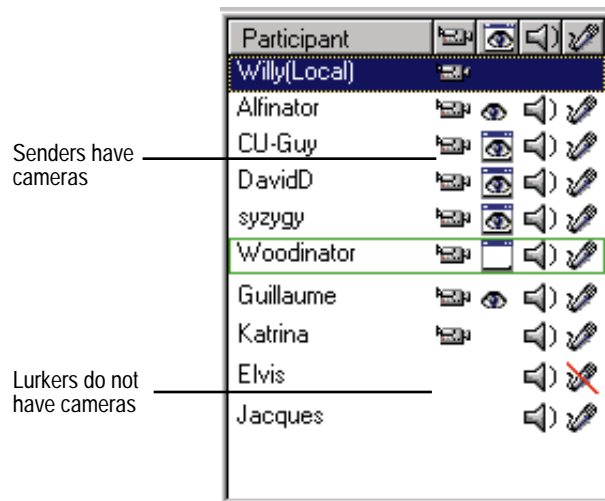 Participant
Willy(Local)
Alfinator
CU-Guy
DavidD
syzygy
Woodinator
Guillaume
Katrina
Elvis
Jacques
Senders have
cameras
Lurkers do not
have cameras